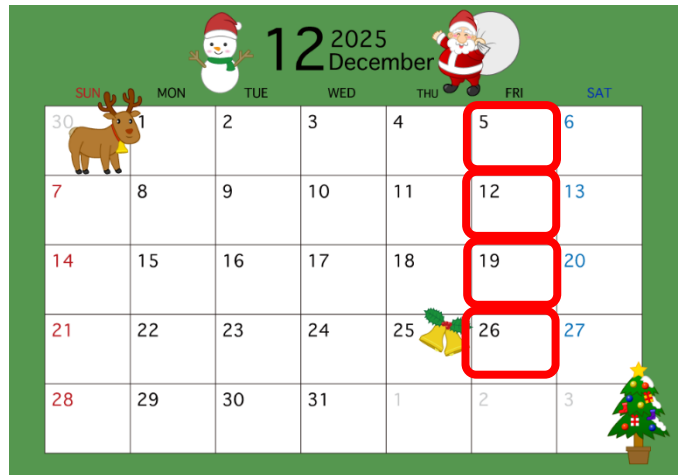 12 2025
December
SUN MON TUE WED THU FRI SAT
30 1 2 3 4 5 6
7 8 9 10 11 12 13
14 15 16 17 18 19 20
21 22 23 24 25 26 27
28 29 30 31 1 2 3